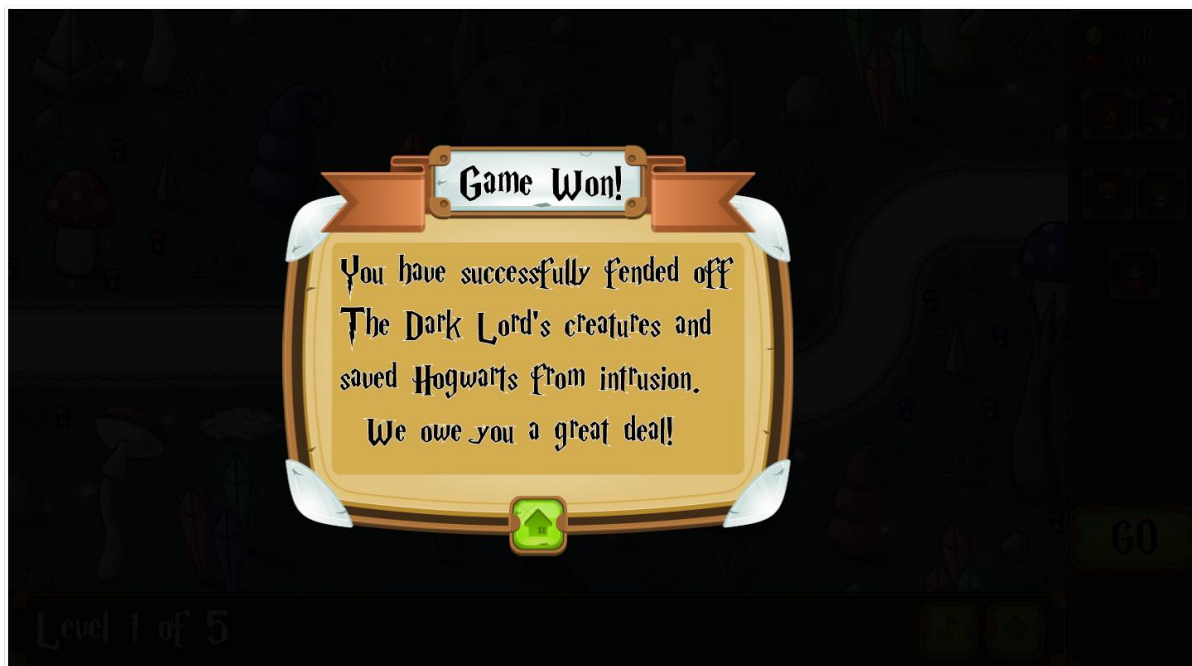 Game Won!
You have successfully fended off
The Dark Lord's creatures and
saved Hogwarts from intrusion.
We owe you a great deal!
GO
Level 1 of 5